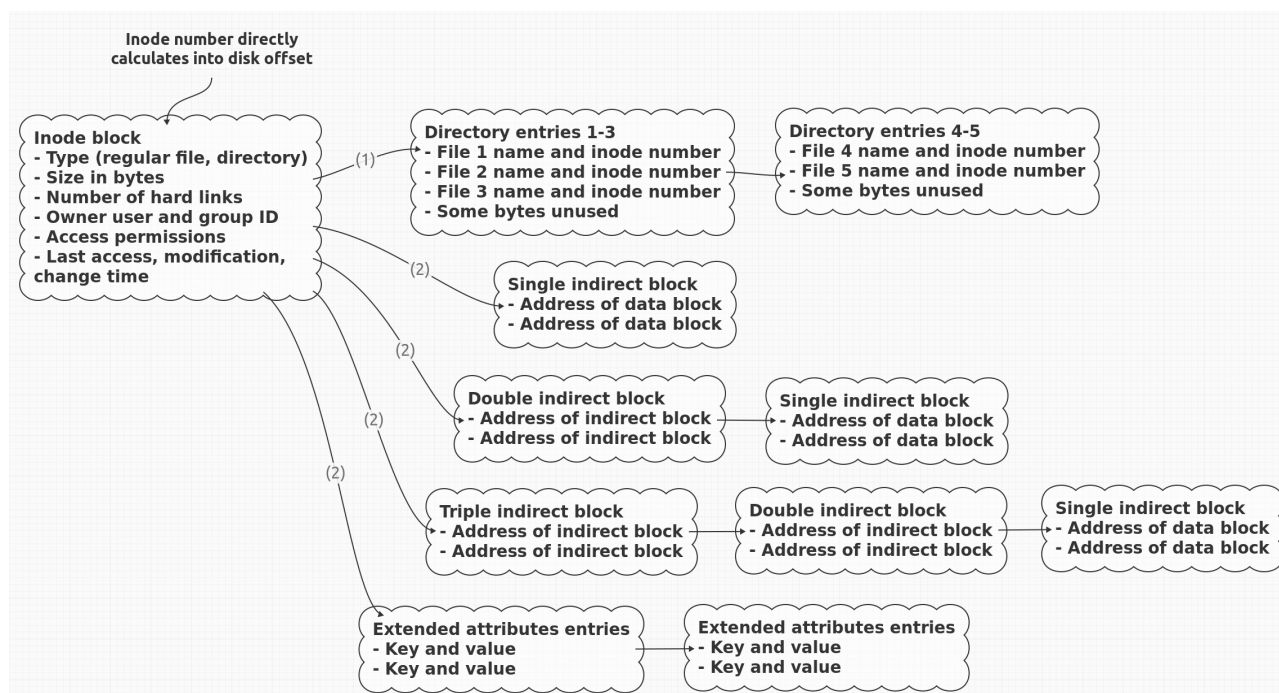 Inode number directly
calculates into disk offset
Inode block
- Type (regular file, directory)
- Size in bytes
- Number of hard links
- Owner user and group ID
- Access permissions
- Last access, modification,
change time
(1)
Directory entries 1-3
- File 1 name and inode number
- File 2 name and inode number
- File 3 name and inode number
- Some bytes unused
Directory entries 4-5
- File 4 name and inode number
- File 5 name and inode number
- Some bytes unused
(2)
Single indirect block
- Address of data block
- Address of data block
(2)
Double indirect block
- Address of indirect block
- Address of indirect block
Single indirect block
- Address of data block
- Address of data block
(2)
Triple indirect block
- Address of indirect block
- Address of indirect block
Double indirect block
- Address of indirect block
- Address of indirect block
Single indirect block
- Address of data block
- Address of data block
(2)
Extended attributes entries
- Key and value
- Key and value
Extended attributes entries
- Key and value
- Key and value